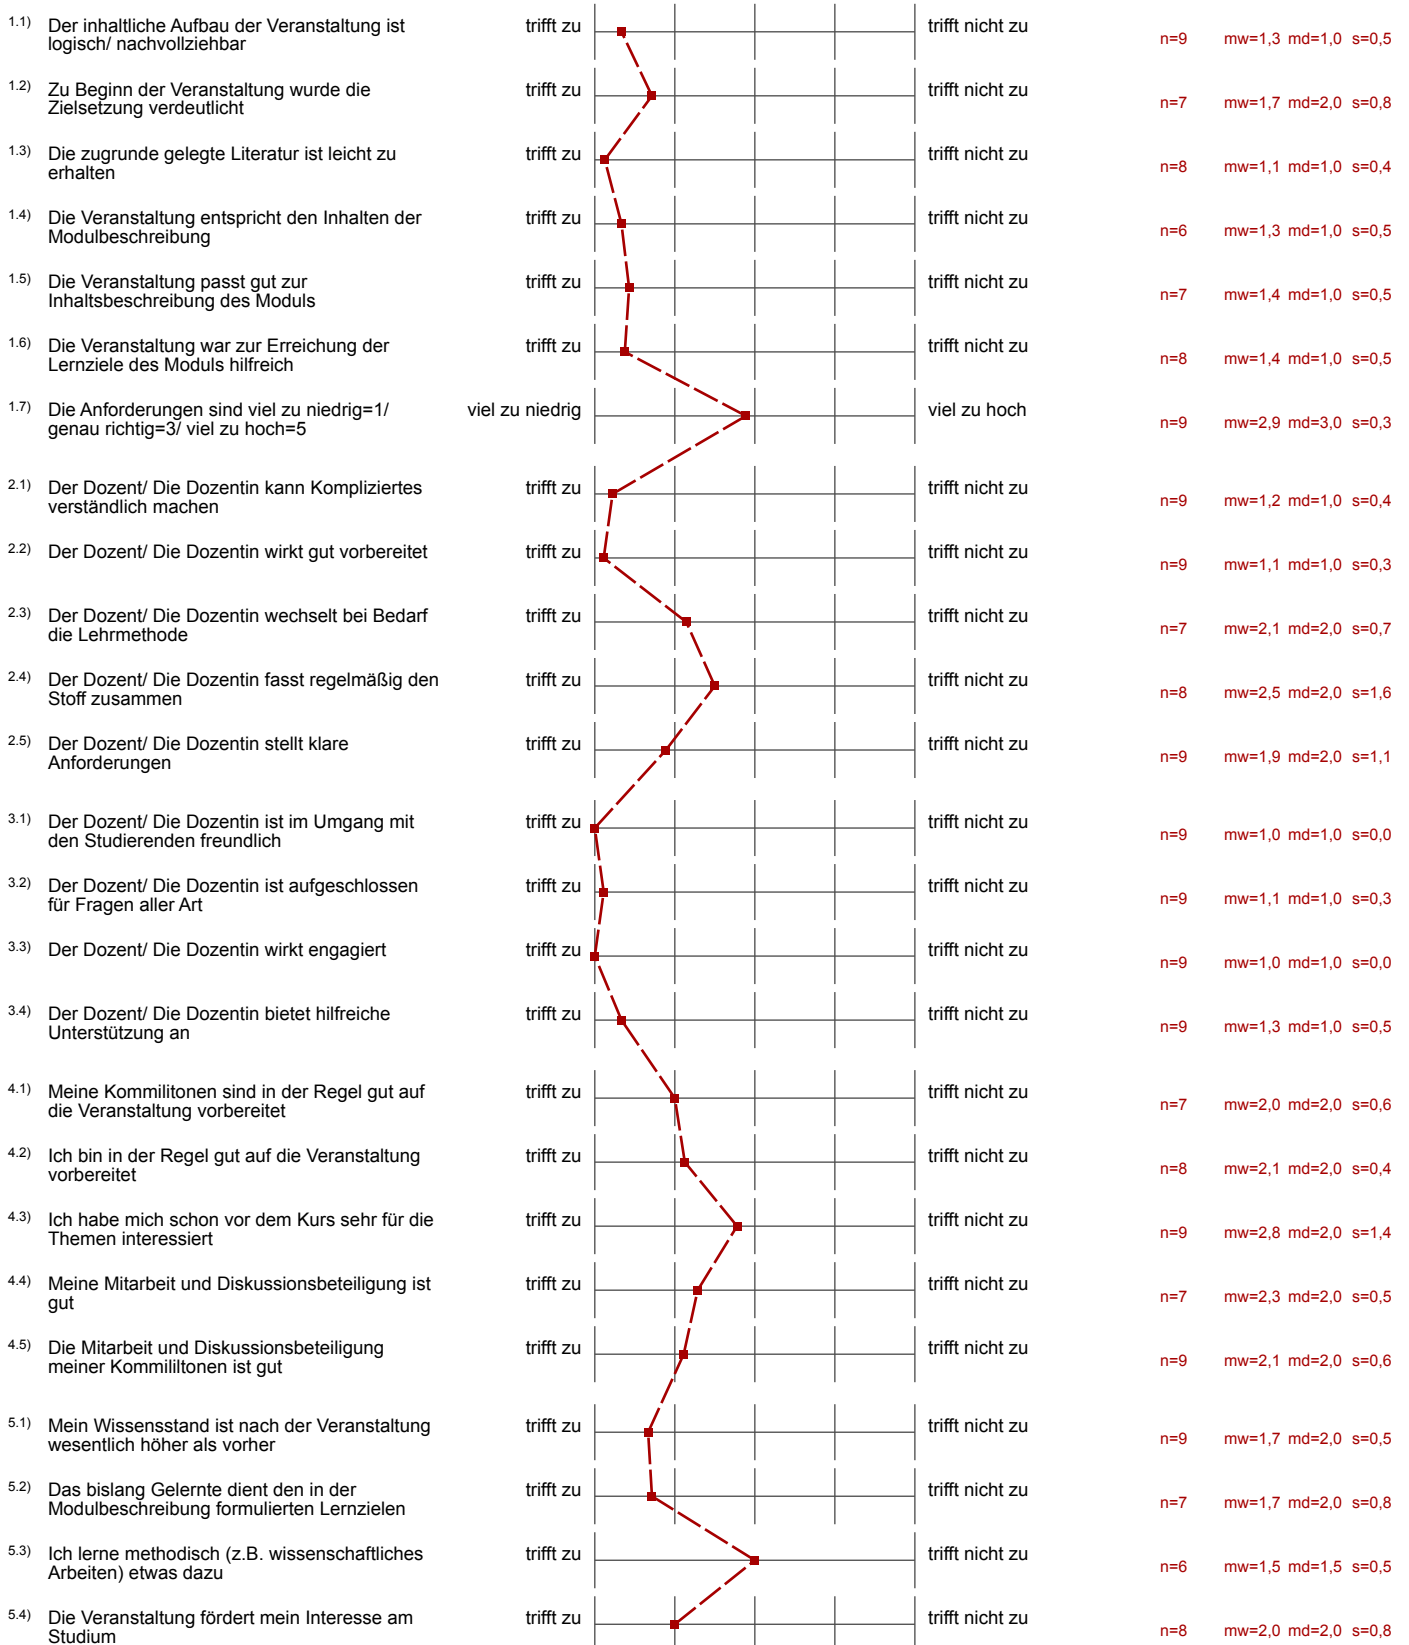 1.1) Der inhaltliche Aufbau der Veranstaltung ist trifft zu trifft nicht zu
logisch/ nachvollziehbar n=9 mw=1,3 md=1,0 s=0,5
1.2) Zu Beginn der Veranstaltung wurde die trifft zu trifft nicht zu
Zielsetzung verdeutlicht n=7 mw=1,7 md=2,0 s=0,8
1.3) Die zugrunde gelegte Literatur ist leicht zu trifft zu trifft nicht zu
erhalten n=8 mw=1,1 md=1,0 s=0,4
1.4) Die Veranstaltung entspricht den Inhalten der trifft zu trifft nicht zu
Modulbeschreibung n=6 mw=1,3 md=1,0 s=0,5
1.5) Die Veranstaltung passt gut zur trifft zu trifft nicht zu
Inhaltsbeschreibung des Moduls n=7 mw=1,4 md=1,0 s=0,5
1.6) Die Veranstaltung war zur Erreichung der trifft zu trifft nicht zu
Lernziele des Moduls hilfreich n=8 mw=1,4 md=1,0 s=0,5
1.7) Die Anforderungen sind viel zu niedrig=1/ viel zu niedrig viel zu hoch
genau richtig=3/ viel zu hoch=5 n=9 mw=2,9 md=3,0 s=0,3
2.1) Der Dozent/ Die Dozentin kann Kompliziertes trifft zu trifft nicht zu
verständlich machen n=9 mw=1,2 md=1,0 s=0,4
2.2) Der Dozent/ Die Dozentin wirkt gut vorbereitet trifft zu trifft nicht zu
n=9 mw=1,1 md=1,0 s=0,3
2.3) Der Dozent/ Die Dozentin wechselt bei Bedarf trifft zu trifft nicht zu
die Lehrmethode n=7 mw=2,1 md=2,0 s=0,7
2.4) Der Dozent/ Die Dozentin fasst regelmäßig den trifft zu trifft nicht zu
Stoff zusammen n=8 mw=2,5 md=2,0 s=1,6
2.5) Der Dozent/ Die Dozentin stellt klare trifft zu trifft nicht zu
Anforderungen n=9 mw=1,9 md=2,0 s=1,1
3.1) Der Dozent/ Die Dozentin ist im Umgang mit trifft zu trifft nicht zu
den Studierenden freundlich n=9 mw=1,0 md=1,0 s=0,0
3.2) Der Dozent/ Die Dozentin ist aufgeschlossen trifft zu trifft nicht zu
für Fragen aller Art n=9 mw=1,1 md=1,0 s=0,3
3.3) Der Dozent/ Die Dozentin wirkt engagiert trifft zu trifft nicht zu
n=9 mw=1,0 md=1,0 s=0,0
3.4) Der Dozent/ Die Dozentin bietet hilfreiche trifft zu trifft nicht zu
Unterstützung an n=9 mw=1,3 md=1,0 s=0,5
4.1) Meine Kommilitonen sind in der Regel gut auf trifft zu trifft nicht zu
die Veranstaltung vorbereitet n=7 mw=2,0 md=2,0 s=0,6
4.2) Ich bin in der Regel gut auf die Veranstaltung trifft zu trifft nicht zu
vorbereitet n=8 mw=2,1 md=2,0 s=0,4
4.3) Ich habe mich schon vor dem Kurs sehr für die trifft zu trifft nicht zu
Themen interessiert n=9 mw=2,8 md=2,0 s=1,4
4.4) Meine Mitarbeit und Diskussionsbeteiligung ist trifft zu trifft nicht zu
gut n=7 mw=2,3 md=2,0 s=0,5
4.5) Die Mitarbeit und Diskussionsbeteiligung trifft zu trifft nicht zu
meiner Kommililtonen ist gut n=9 mw=2,1 md=2,0 s=0,6
5.1) Mein Wissensstand ist nach der Veranstaltung trifft zu trifft nicht zu
wesentlich höher als vorher n=9 mw=1,7 md=2,0 s=0,5
5.2) Das bislang Gelernte dient den in der trifft zu trifft nicht zu
Modulbeschreibung formulierten Lernzielen n=7 mw=1,7 md=2,0 s=0,8
5.3) Ich lerne methodisch (z.B. wissenschaftliches trifft zu trifft nicht zu
Arbeiten) etwas dazu n=6 mw=1,5 md=1,5 s=0,5
5.4) Die Veranstaltung fördert mein Interesse am trifft zu trifft nicht zu
Studium n=8 mw=2,0 md=2,0 s=0,8